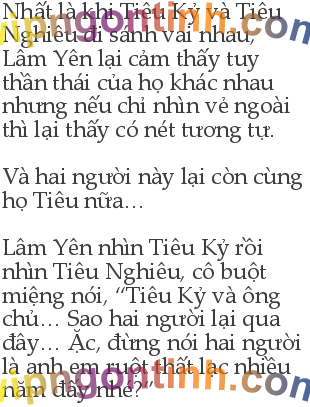 Nhất là khi Tiêu Kỷ và Tiêu
Nghiêu đi sánh vai nhau,
Lâm Yên lại cảm thấy tuy
thần thái của họ khác nhau
nhưng nếu chỉ nhìn vẻ ngoài
thì lại thấy có nét tương tự.
Và hai người này lại còn cùng
họ Tiêu nữa…
Lâm Yên nhìn Tiêu Kỷ rồi
nhìn Tiêu Nghiêu, cô buột
miệng nói, “Tiêu Kỷ và ông
chủ… Sao hai người lại qua
đây… Ặc, đừng nói hai người
là anh em ruột thất lạc nhiều
năm đấy nhé?”
vipngontinh.com
vipngontinh.com